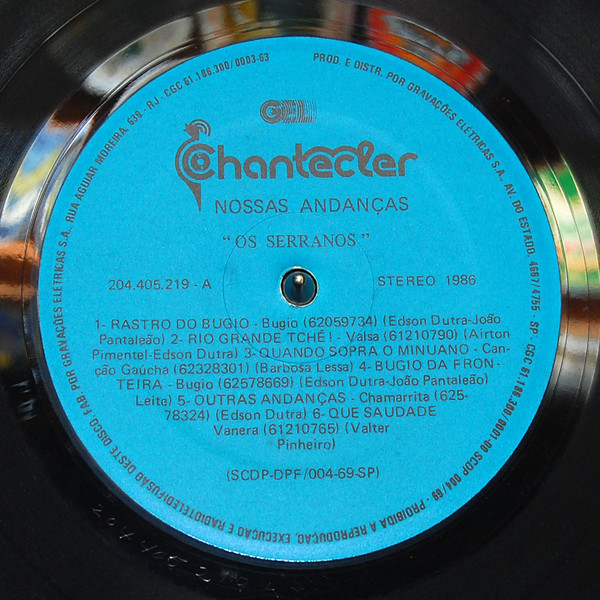 GEL
Chantecler
NOSSAS ANDANÇAS
"OS SERRANOS"
204.405.219 - A
STEREO 1986
1- RASTRO DO BUGIO - Bugio (62059734) (Edson Dutra-João
Pantaleão) 2- RIO GRANDE TCHÊ! - Valsa (61210790) (Airton
Pimentel-Edson Dutra) 3-QUANDO SOPRA O MINUANO - Can-
ção Gaúcha (62328301) (Barbosa Lessa) 4- BUGIO DA FRON-
TEIRA - Bugio (62578669) (Edson Dutra-João Pantaleão)
Leite) 5- OUTRAS ANDANÇAS - Chamarrita (625-
78324) (Edson Dutra) 6-QUE SAUDADE
Vanera (61210765) (Valter
Pinheiro)
(SCDP-DPF/004-69-SP)
PROD. E DISTR. POR GRAVAÇÕES ELÉTRICAS S.A., AV. DO ESTADO, 4667/4755 - SP. CGC 61.186.300/0001-00 SCDP 004/69 - PROIBIDA A REPRODUÇÃO, EXECUÇÃO E RADIOTELEDIFUSÃO DESTE DISCO. FAB. POR GRAVAÇÕES ELÉTRICAS S.A., RUA AGUIAR MOREIRA, 639 - RJ - CGC 61.186.300/0003-63